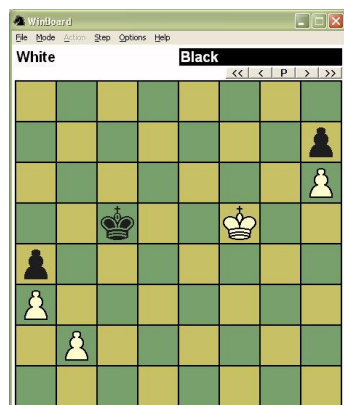 WinBoard
File Mode Action Step Options Help
White Black
<< < P > >>